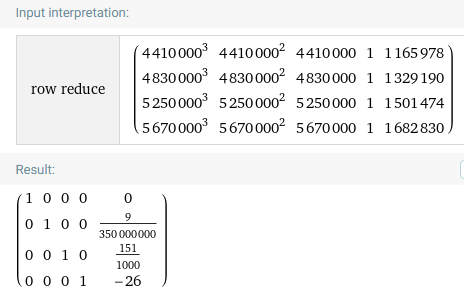 Input interpretation:
row reduce
4410000³ 4410000² 4410000 1 1165978
4830000³ 4830000² 4830000 1 1329190
5250000³ 5250000² 5250000 1 1501474
5670000³ 5670000² 5670000 1 1682830
Result:
1 0 0 0 0
0 1 0 0 9/350000000
0 0 1 0 151/1000
0 0 0 1 -26